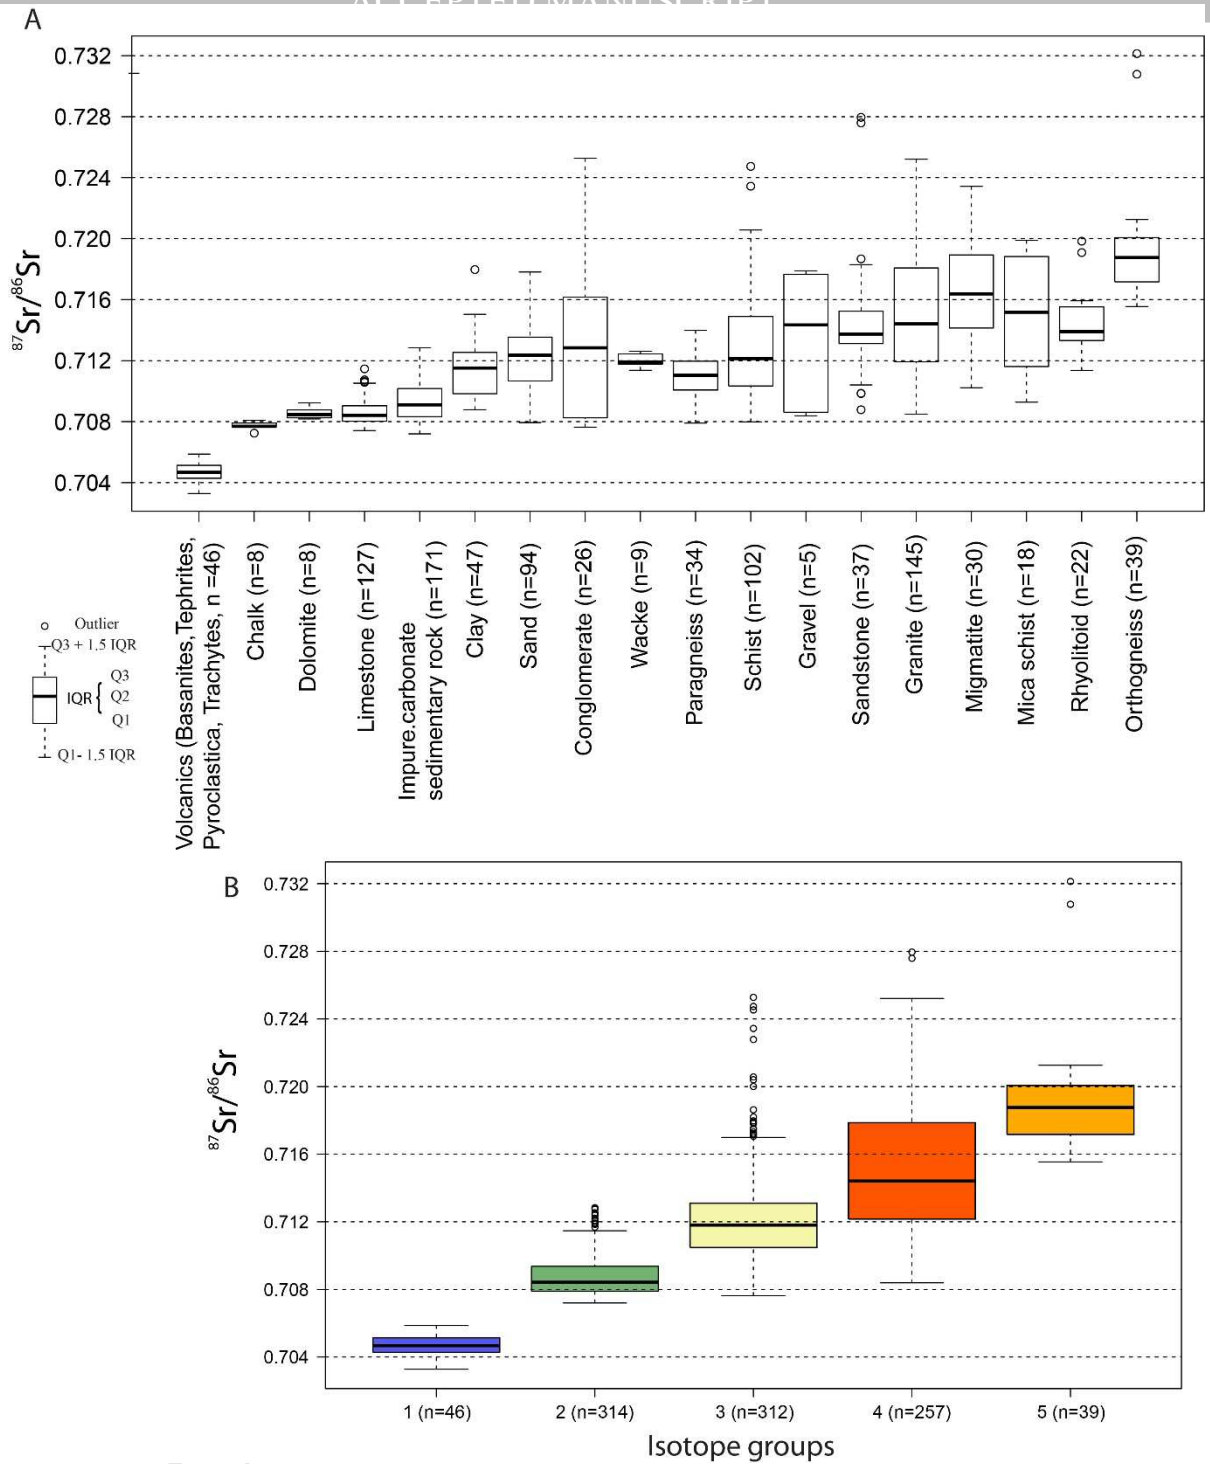 ACCEPTED MANUSCRIPT
A
0.732
0.728
0.724
0.720
0.716
0.712
0.708
0.704
87Sr/86Sr
Volcanics (Basanites,Tephrites,
Pyroclastica, Trachytes, n =46)
Chalk (n=8)
Dolomite (n=8)
Limestone (n=127)
Impure.carbonate
sedimentary rock (n=171)
Clay (n=47)
Sand (n=94)
Conglomerate (n=26)
Wacke (n=9)
Paragneiss (n=34)
Schist (n=102)
Gravel (n=5)
Sandstone (n=37)
Granite (n=145)
Migmatite (n=30)
Mica schist (n=18)
Rhyolitoid (n=22)
Orthogneiss (n=39)
Outlier
Q3 + 1.5 IQR
Q3
IQR { Q2
Q1
Q1- 1.5 IQR
B
0.732
0.728
0.724
0.720
0.716
0.712
0.708
0.704
87Sr/86Sr
1 (n=46) 2 (n=314) 3 (n=312) 4 (n=257) 5 (n=39)
Isotope groups